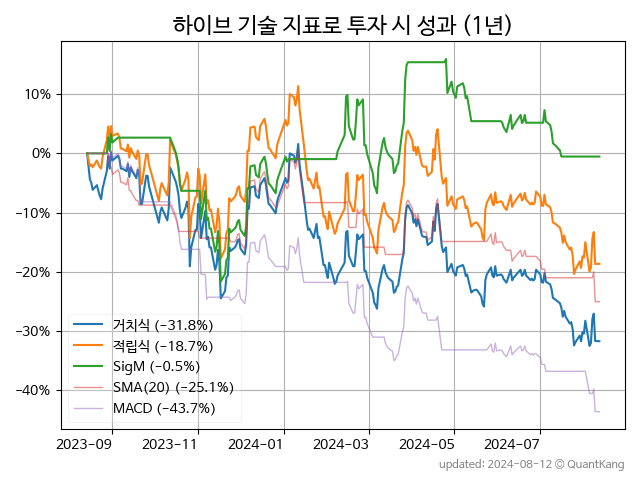 하이브 기술 지표로 투자 시 성과 (1년)
10%
0%
−10%
−20%
−30%
−40%
거치식 (−31.8%)
적립식 (−18.7%)
SigM (−0.5%)
SMA(20) (−25.1%)
MACD (−43.7%)
2023−09 2023−11 2024−01 2024−03 2024−05 2024−07
updated: 2024−08−12 © QuantKang